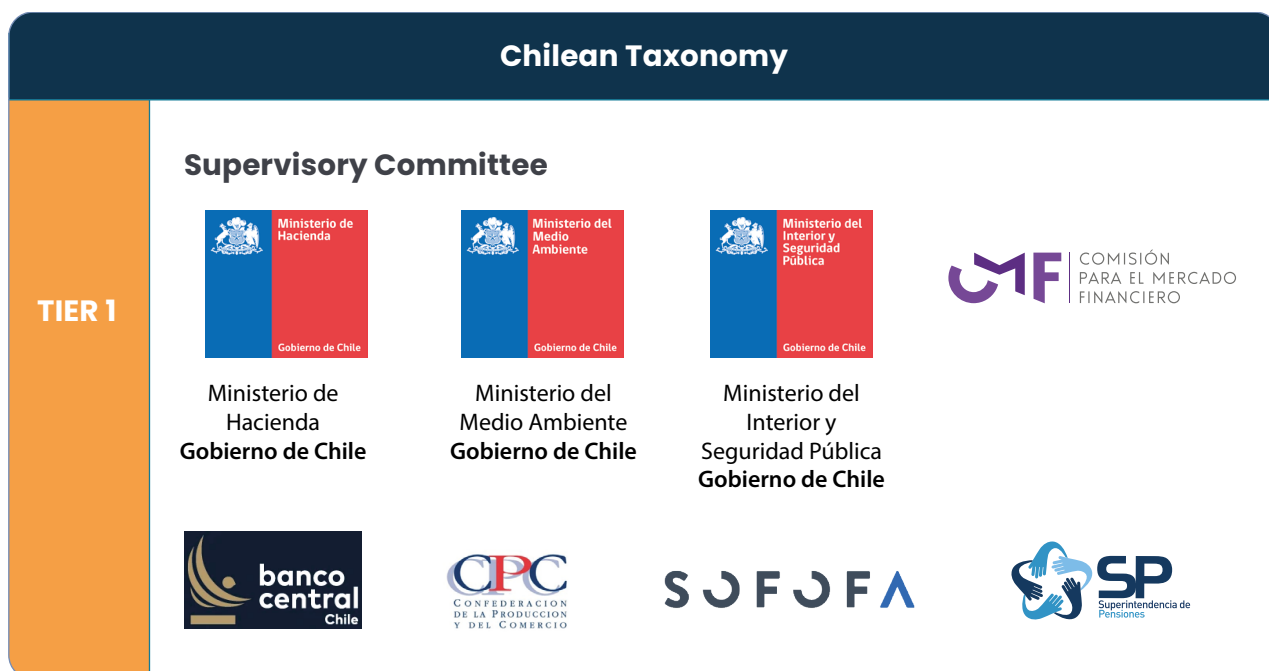 Chilean Taxonomy
TIER 1
Supervisory Committee
Ministerio de
Hacienda
Gobierno de Chile
Ministerio del
Medio
Ambiente
Gobierno de Chile
Ministerio del
Interior y
Seguridad
Pública
Gobierno de Chile
CMF
COMISIÓN
PARA EL MERCADO
FINANCIERO
Ministerio de
Hacienda
Gobierno de Chile
Ministerio del
Medio Ambiente
Gobierno de Chile
Ministerio del
Interior y
Seguridad Pública
Gobierno de Chile
banco
central
Chile
CPC
CONFEDERACION
DE LA PRODUCCION
Y DEL COMERCIO
SOFOFA
SP
Superintendencia de
Pensiones